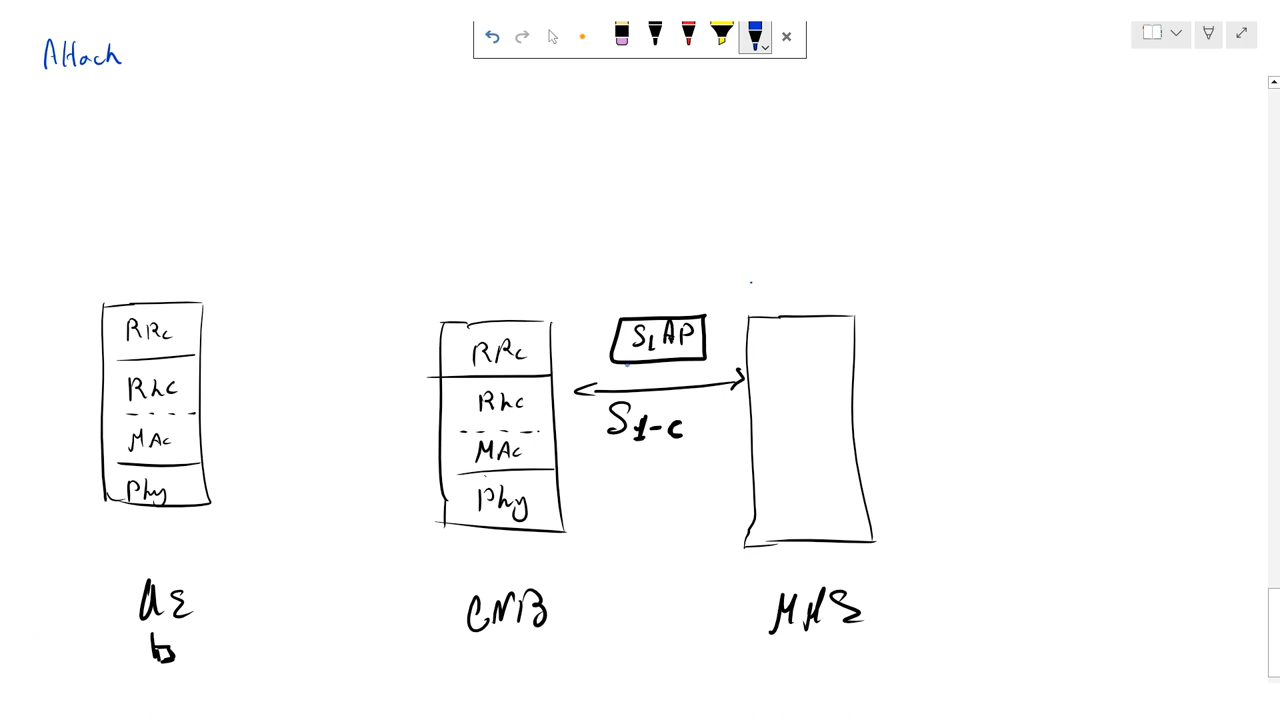 Attach
RRc
RLC
MAc
Phy
RRc
RLc
MAc
Phy
S1AP
S1-c
UE
eNB
MME